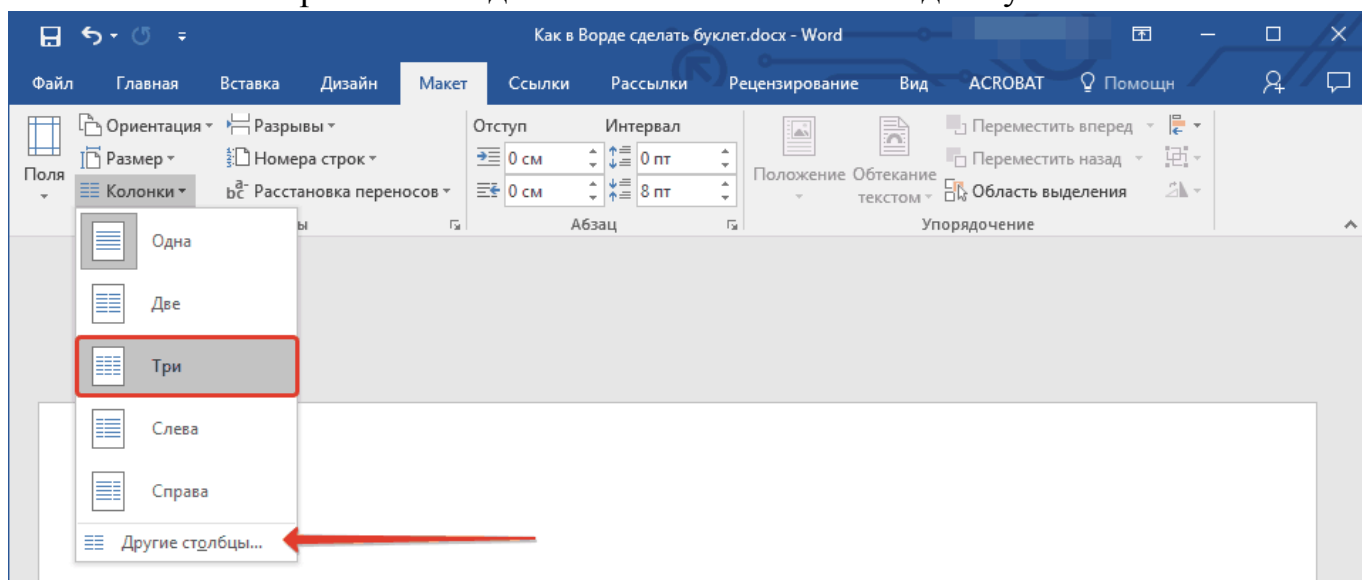 Как в Ворде сделать буклет.docx - Word
Файл Главная Вставка Дизайн Макет Ссылки Рассылки Рецензирование Вид ACROBAT Помощн
Ориентация Разрывы Отступ Интервал Переместить вперед
Размер Номера строк 0 см 0 пт Переместить назад
Поля Колонки Расстановка переносов 0 см 8 пт Положение Обтекание текстом Область выделения
ы Абзац Упорядочение
Одна
Две
Три
Слева
Справа
Другие столбцы...